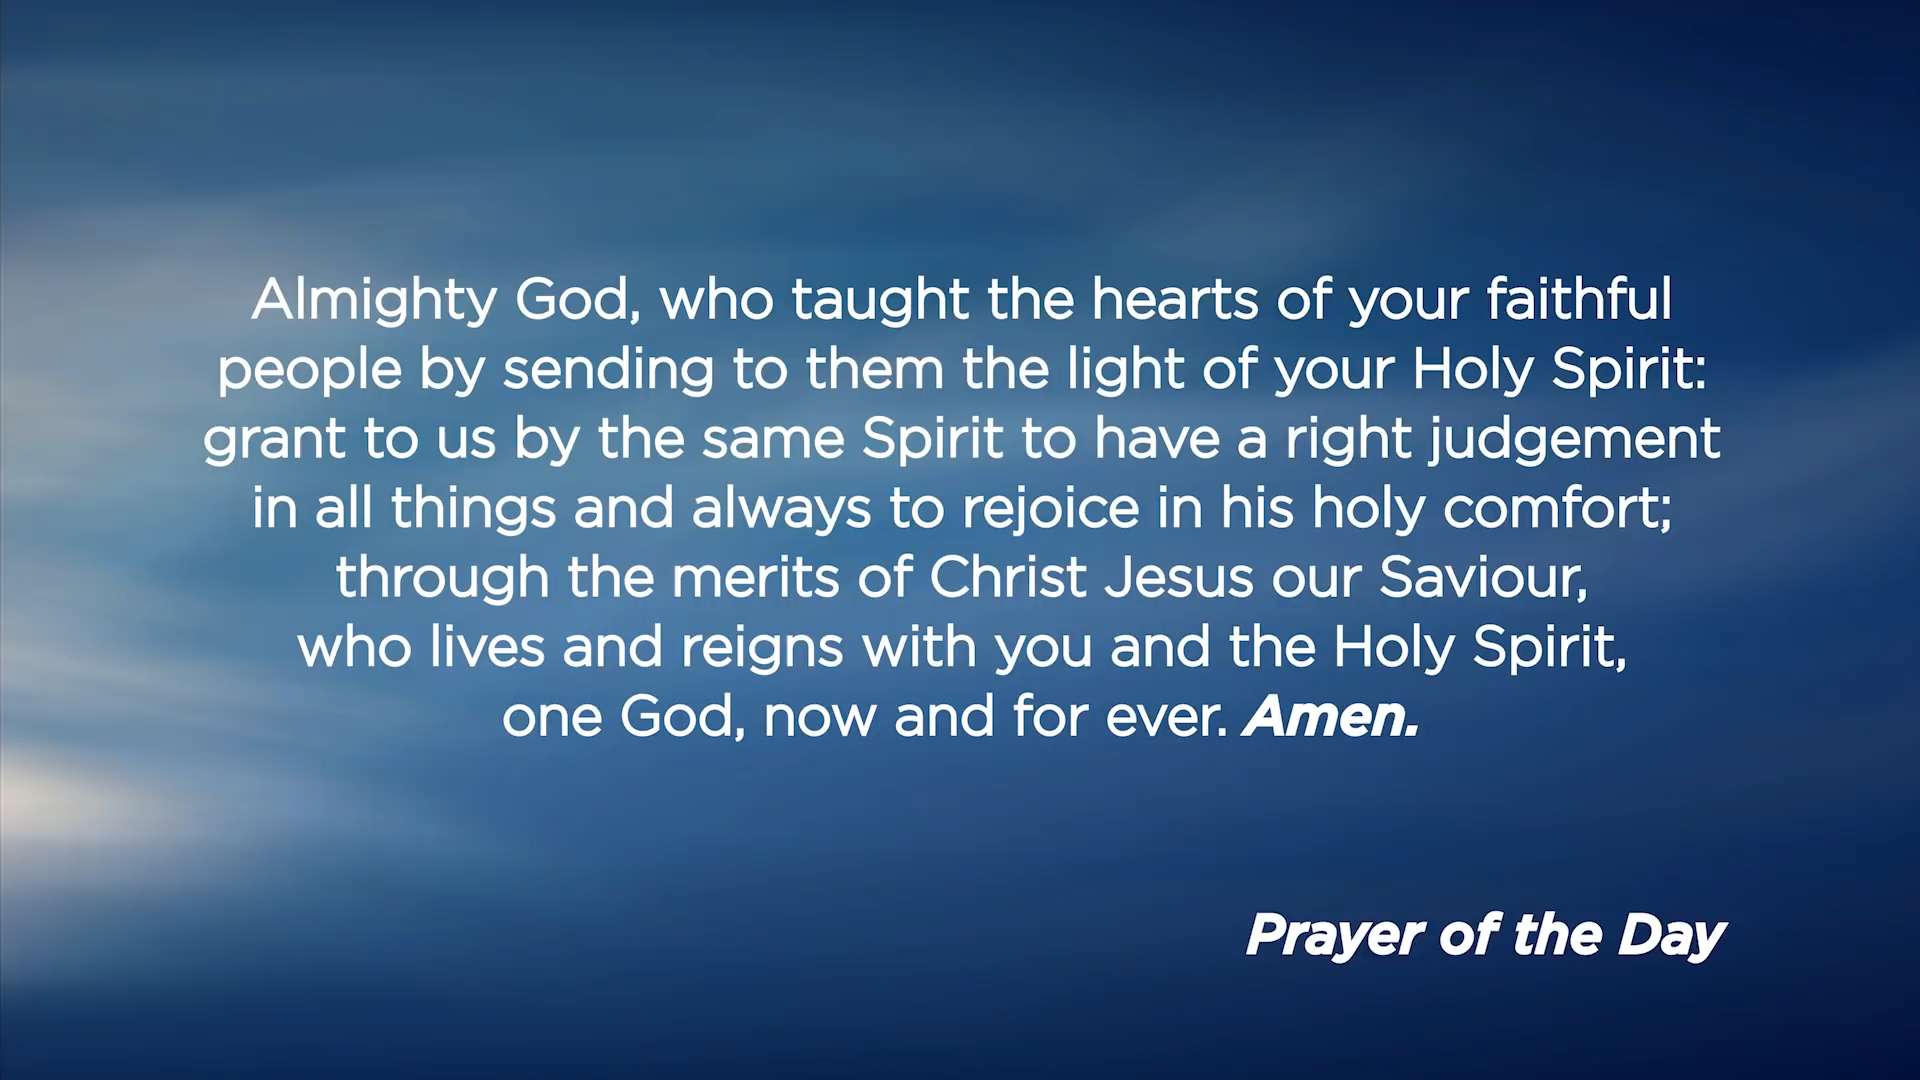 Almighty God, who taught the hearts of your faithful
people by sending to them the light of your Holy Spirit:
grant to us by the same Spirit to have a right judgement
in all things and always to rejoice in his holy comfort;
through the merits of Christ Jesus our Saviour,
who lives and reigns with you and the Holy Spirit,
one God, now and for ever. Amen.
Prayer of the Day